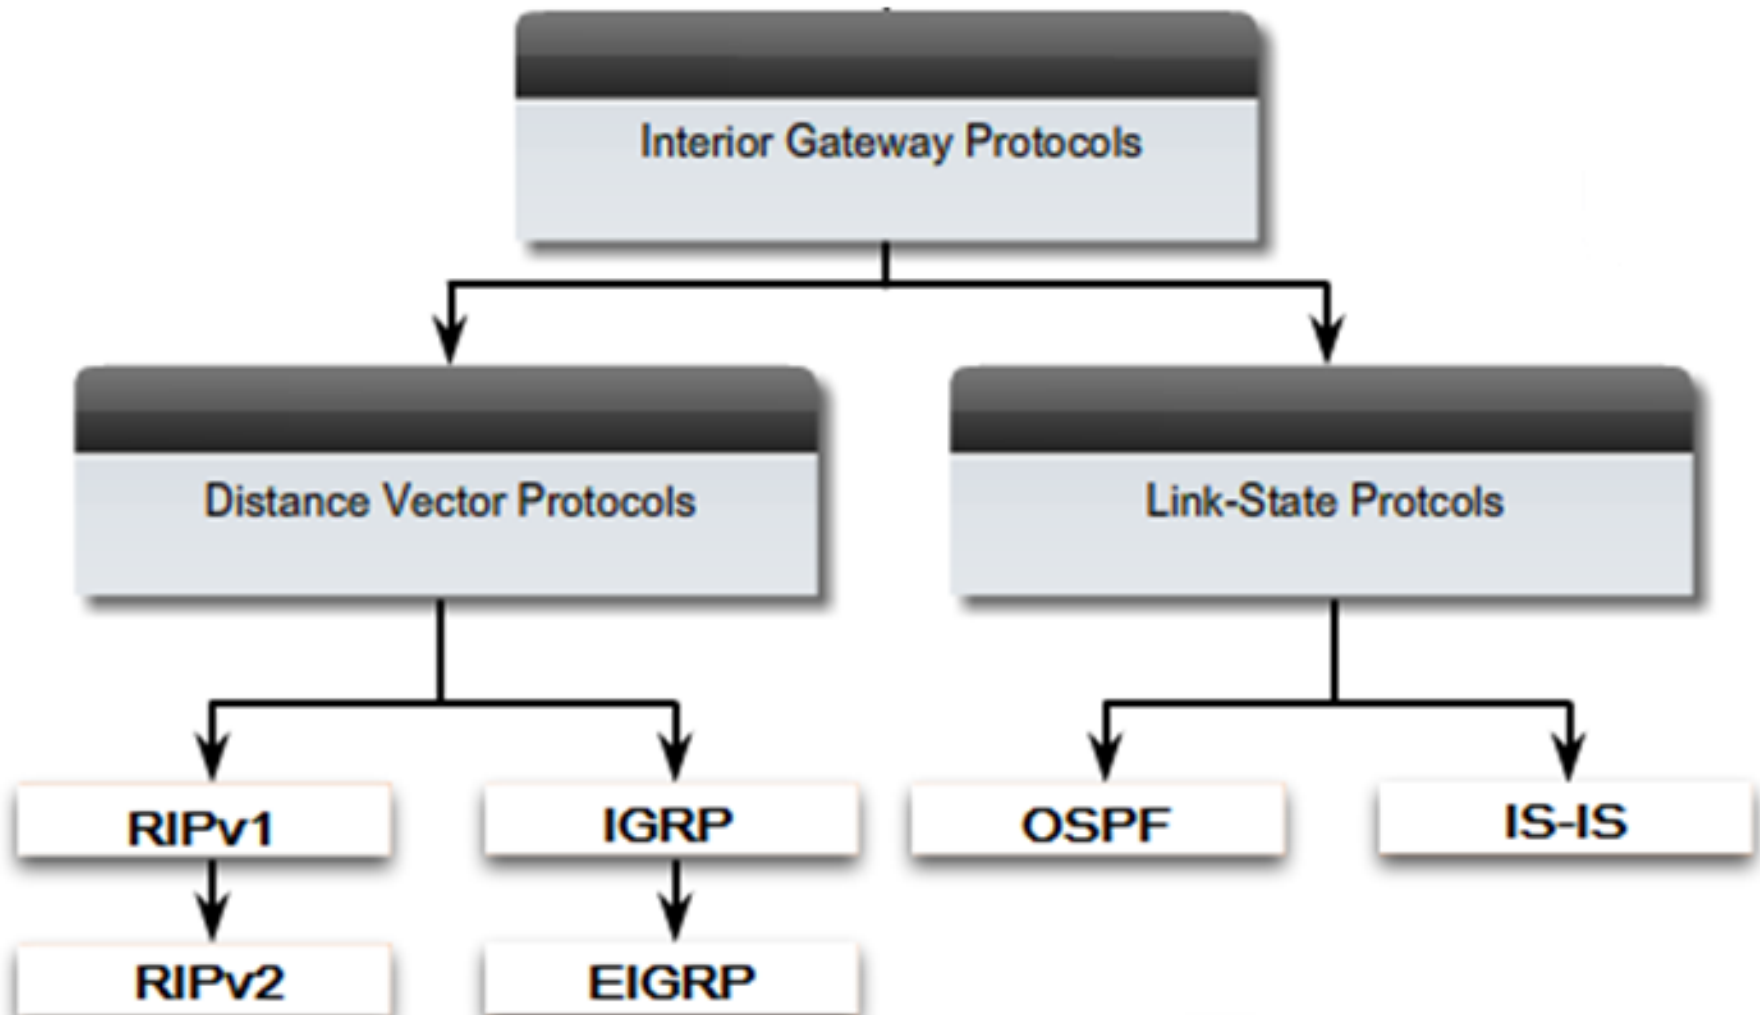 Interior Gateway Protocols
Distance Vector Protocols
Link-State Protcols
RIPv1
IGRP
OSPF
IS-IS
RIPv2
EIGRP